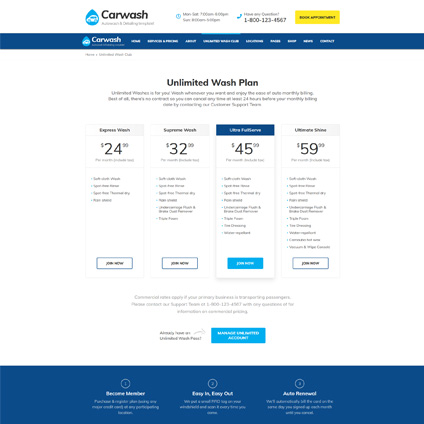 Carwash
Mon-Sat: 7:00am-6:00pm
Sun: 8:00am-5:00pm
Have any Question?
1-800-123-4567
BOOK APPOINTMENT
Carwash
HOME
SERVICES & PRICING
ABOUT
UNLIMITED WASH CLUB
LOCATIONS
PAGES
SHOP
NEWS
CONTACT
Home > Unlimited Wash Club
Unlimited Wash Plan
Unlimited Washes is for you! Wash whenever you want and enjoy the ease of auto monthly billing.
Best of all, there's no contract so you can cancel any time at least 24 hours before your monthly billing
date by contacting our Customer Support Team.
Express Wash
$24.99
Per month (Include tax)
Soft-cloth Wash
Spot-free Rinse
Spot-free Thermal dry
Rain shield
JOIN NOW
Supreme Wash
$32.99
Per month (Include tax)
Soft-cloth Wash
Spot-free Rinse
Spot-free Thermal dry
Rain shield
Undercarriage Flush &
Brake Dust Remover
Triple Foam
JOIN NOW
Ultra FullServe
$45.99
Per month (Include tax)
Soft-cloth Wash
Spot-free Rinse
Spot-free Thermal dry
Rain shield
Undercarriage Flush &
Brake Dust Remover
Triple Foam
Tire Dressing
Water repellent
JOIN NOW
Ultimate Shine
$59.99
Per month (Include tax)
Soft-cloth Wash
Spot-free Rinse
Spot-free Thermal dry
Rain shield
Undercarriage Flush &
Brake Dust Remover
Triple Foam
Tire Dressing
Water repellent
Vacuum & Wipe Console
JOIN NOW
Commercial rates apply if your primary business is transporting passengers.
Please contact our Support Team at 1-800-123-4567 with any questions or for
information on commercial pricing.
Already have an
Unlimited Wash Pass?
MANAGE UNLIMITED
ACCOUNT
1
Become Member
Purchase & register plan using any
major credit card at any participating
location.
2
Easy In, Easy Out
We put a small RFID tag on your
windshield and scan it every time you
come.
3
Auto Renewal
We'll automatically bill the card on the
same day you signed up, each month
until you cancel.